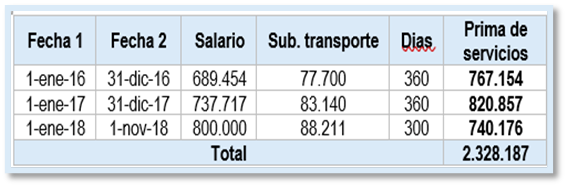 Fecha 1 Fecha 2 Salario Sub. transporte Dias Prima de servicios
1-ene-16 31-dic-16 689.454 77.700 360 767.154
1-ene-17 31-dic-17 737.717 83.140 360 820.857
1-ene-18 1-nov-18 800.000 88.211 300 740.176
Total 2.328.187